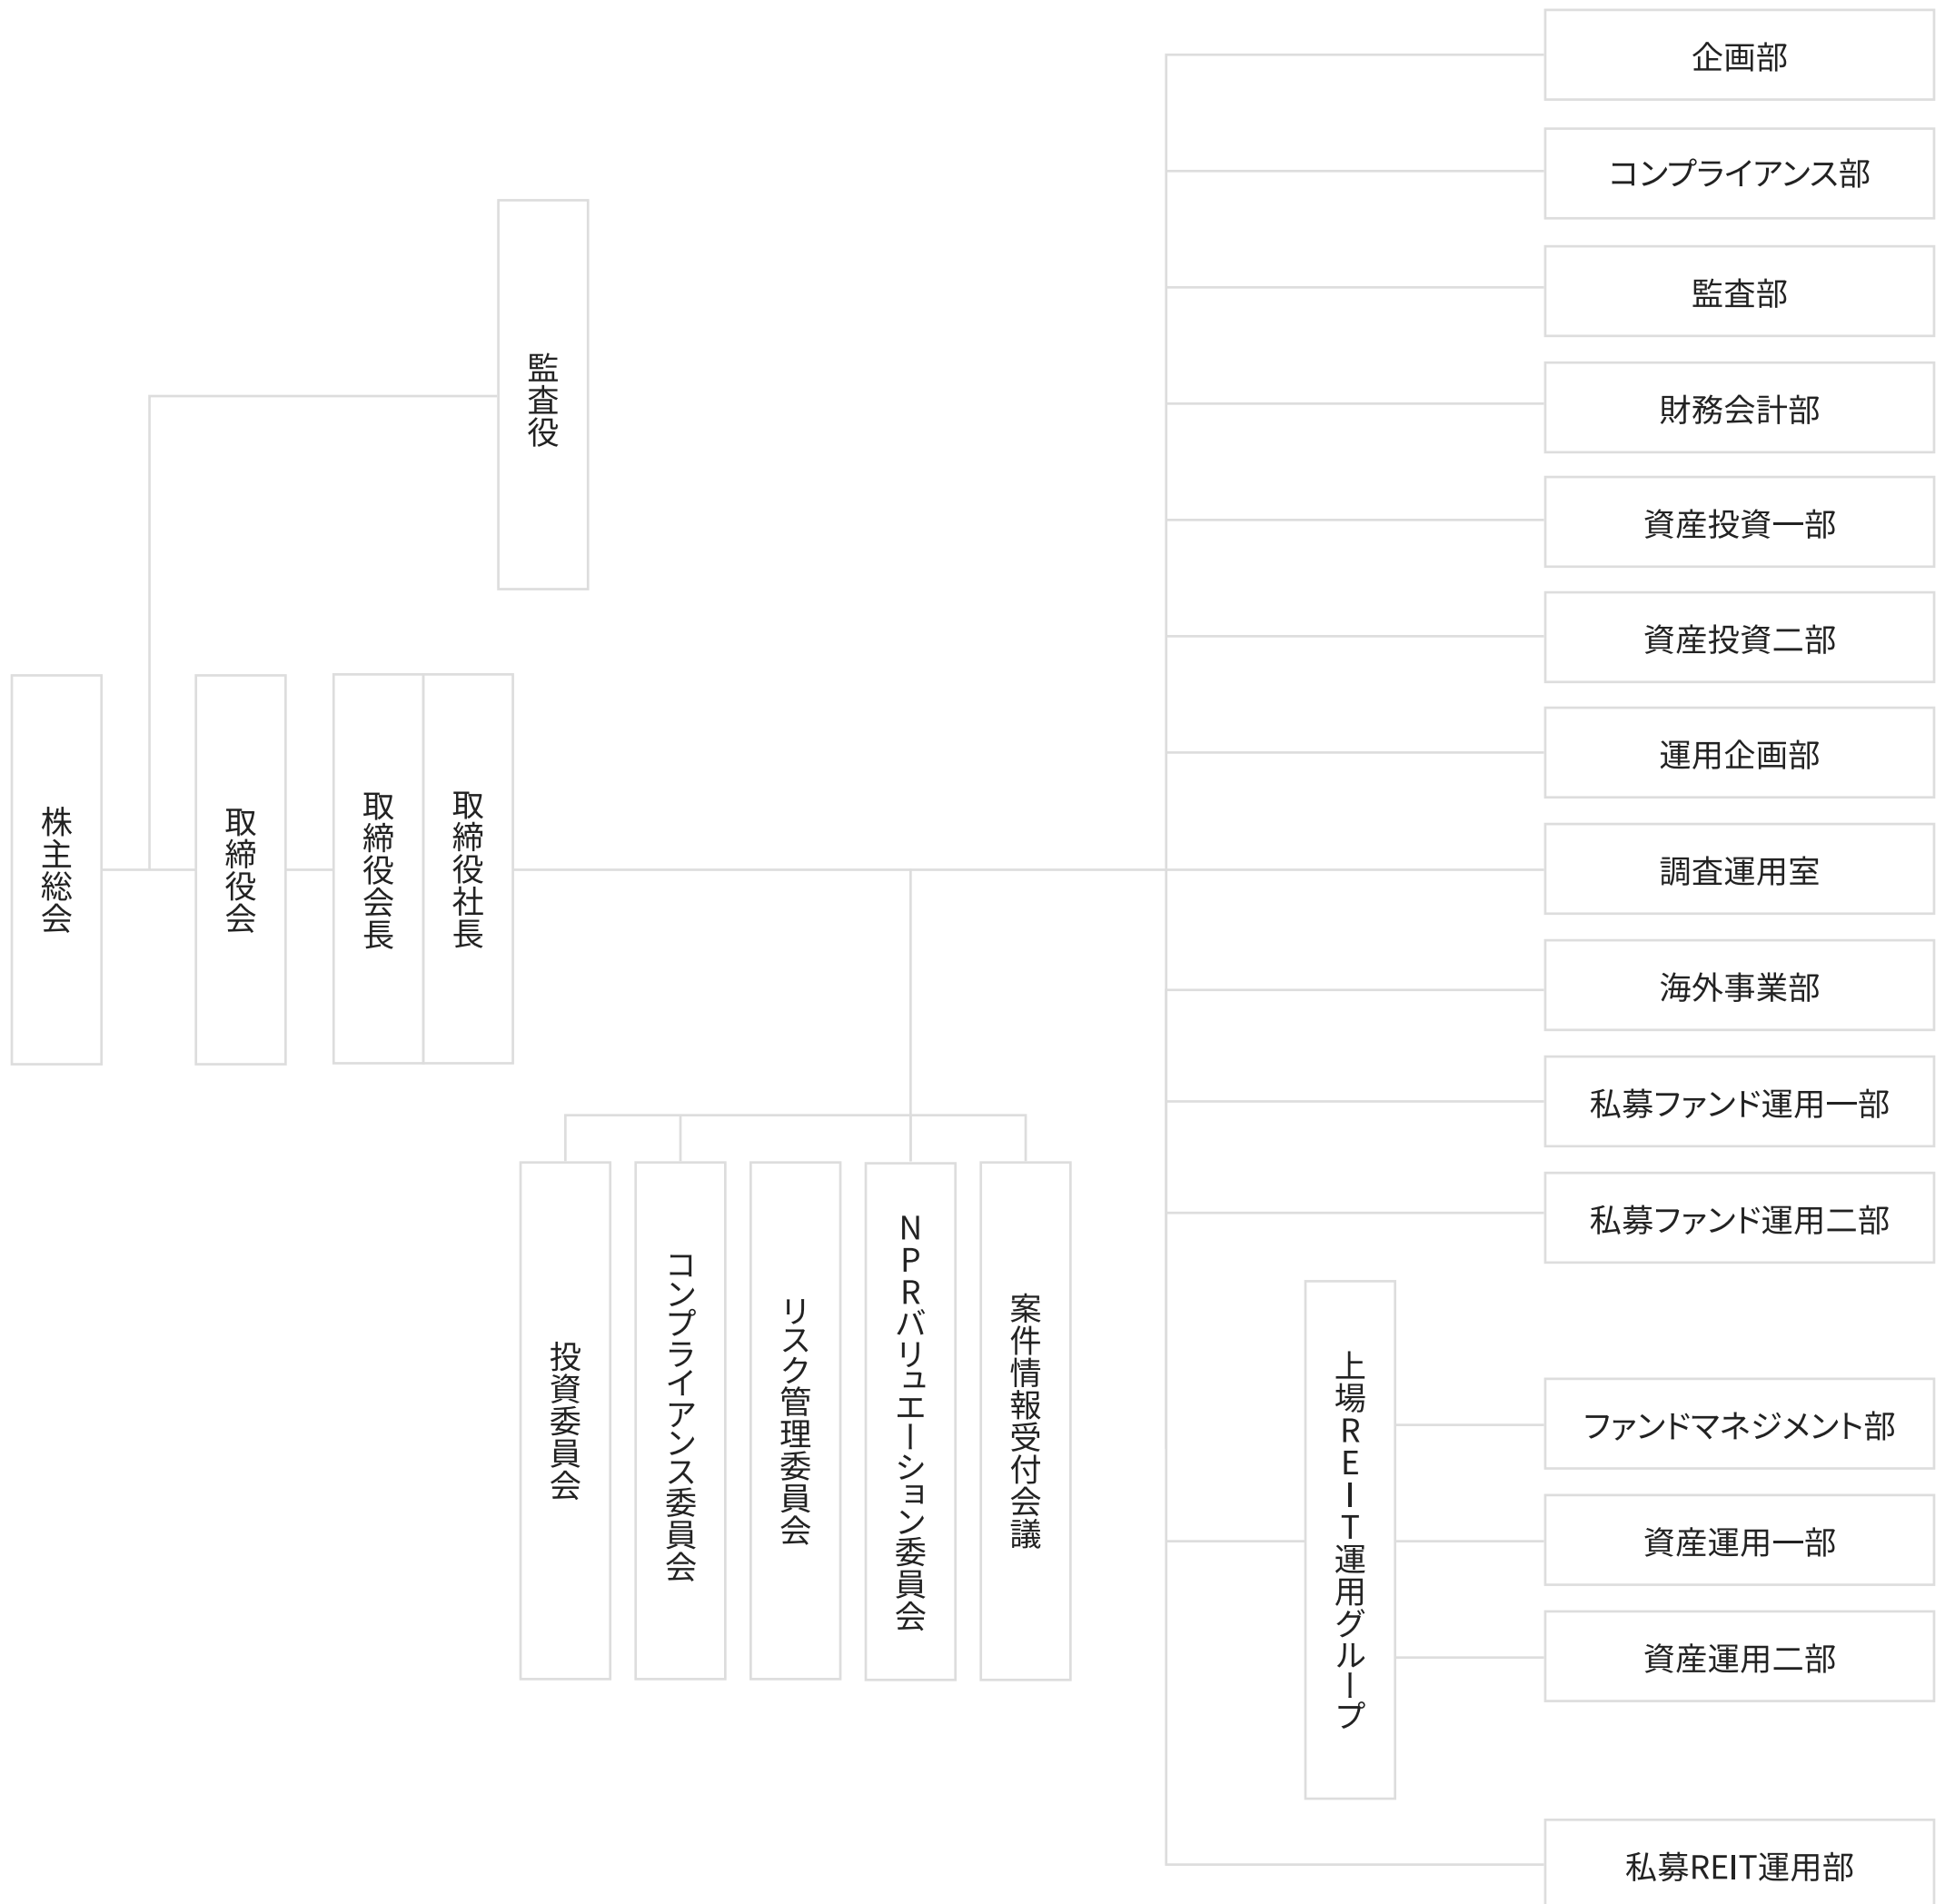 株主総会
監査役
取締役会
取締役会長
取締役社長
投資委員会
コンプライアンス委員会
リスク管理委員会
NPRバリュエーション委員会
案件情報受付会議
企画部
コンプライアンス部
監査部
財務会計部
資産投資一部
資産投資二部
運用企画部
調査運用室
海外事業部
私募ファンド運用一部
私募ファンド運用二部
上場REIT運用グループ
ファンドマネジメント部
資産運用一部
資産運用二部
私募REIT運用部